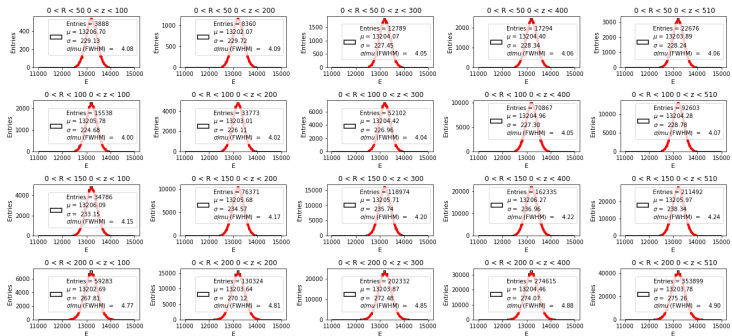 0 < R < 50 0 < z < 100
Entries = 3888
μ = 13206.70
σ = 229.13
d/mu (FWHM) = 4.08
0 < R < 50 0 < z < 200
Entries = 8360
μ = 13202.07
σ = 229.72
d/mu (FWHM) = 4.09
0 < R < 50 0 < z < 300
Entries = 12789
μ = 13204.07
σ = 227.45
d/mu (FWHM) = 4.05
0 < R < 50 0 < z < 400
Entries = 17294
μ = 13204.40
σ = 228.34
d/mu (FWHM) = 4.06
0 < R < 50 0 < z < 510
Entries = 22676
μ = 13203.89
σ = 228.24
d/mu (FWHM) = 4.06
0 < R < 100 0 < z < 100
Entries = 15538
μ = 13205.78
σ = 224.68
d/mu (FWHM) = 4.00
0 < R < 100 0 < z < 200
Entries = 33773
μ = 13203.01
σ = 226.11
d/mu (FWHM) = 4.02
0 < R < 100 0 < z < 300
Entries = 52102
μ = 13204.42
σ = 226.96
d/mu (FWHM) = 4.04
0 < R < 100 0 < z < 400
Entries = 70867
μ = 13204.96
σ = 227.30
d/mu (FWHM) = 4.05
0 < R < 100 0 < z < 510
Entries = 92603
μ = 13204.28
σ = 228.78
d/mu (FWHM) = 4.07
0 < R < 150 0 < z < 100
Entries = 34786
μ = 13206.09
σ = 233.15
d/mu (FWHM) = 4.15
0 < R < 150 0 < z < 200
Entries = 76371
μ = 13205.68
σ = 234.57
d/mu (FWHM) = 4.17
0 < R < 150 0 < z < 300
Entries = 118974
μ = 13205.71
σ = 235.74
d/mu (FWHM) = 4.20
0 < R < 150 0 < z < 400
Entries = 162335
μ = 13206.27
σ = 236.96
d/mu (FWHM) = 4.22
0 < R < 150 0 < z < 510
Entries = 211492
μ = 13205.97
σ = 238.34
d/mu (FWHM) = 4.24
0 < R < 200 0 < z < 100
Entries = 59283
μ = 13202.69
σ = 267.81
d/mu (FWHM) = 4.77
0 < R < 200 0 < z < 200
Entries = 130324
μ = 13203.64
σ = 270.12
d/mu (FWHM) = 4.81
0 < R < 200 0 < z < 300
Entries = 202332
μ = 13203.87
σ = 272.48
d/mu (FWHM) = 4.85
0 < R < 200 0 < z < 400
Entries = 274615
μ = 13204.46
σ = 274.07
d/mu (FWHM) = 4.88
0 < R < 200 0 < z < 510
Entries = 353899
μ = 13203.78
σ = 275.26
d/mu (FWHM) = 4.90